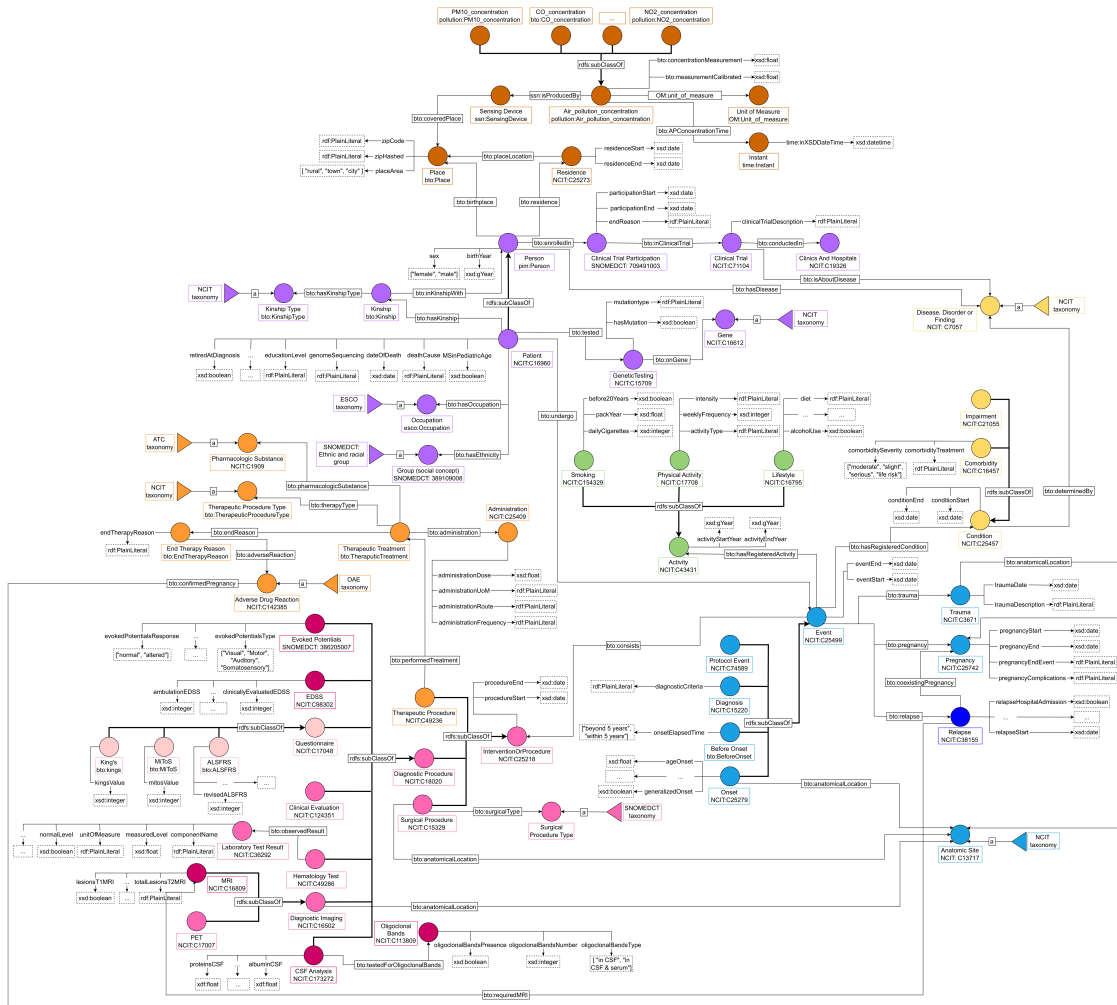 PM10_concentration
pollution:PM10_concentration
CO_concentration
bto:CO_concentration
...
NO2_concentration
pollution:NO2_concentration
rdfs:subClassOf
bto:concentrationMeasurement
xsd:float
bto:measurementCalibrated
xsd:float
ssn:isProducedBy
OM:unit_of_measure
Sensing Device
ssn:SensingDevice
Air_pollution_concentration
pollution:Air_pollution_concentration
Unit of Measure
OM:Unit_of_measure
bto:coveredPlace
bto:APConcentrationTime
rdf:PlainLiteral
zipCode
rdf:PlainLiteral
zipHashed
[ "rural", "town", "city" ]
placeArea
bto:placeLocation
residenceStart
xsd:date
residenceEnd
xsd:date
time:inXSDDateTime
xsd:datetime
Instant
time:Instant
Place
bto:Place
Residence
NCIT:C25273
bto:birthplace
bto:residence
participationStart
xsd:date
participationEnd
xsd:date
endReason
rdf:PlainLiteral
clinicalTrialDescription
rdf:PlainLiteral
bto:enrolledIn
bto:inClinicalTrial
bto:conductedIn
sex
birthYear
["female", "male"]
xsd:gYear
Person
pim:Person
Clinical Trial Participation
SNOMEDCT: 709491003
Clinical Trial
NCIT:C71104
Clinics And Hospitals
NCIT:C19326
bto:isAboutDisease
bto:hasDisease
NCIT
taxonomy
a
bto:hasKinshipType
bto:inKinshipWith
rdfs:subClassOf
Kinship Type
bto:KinshipType
Kinship
bto:Kinship
bto:hasKinship
bto:tested
mutationtype
rdf:PlainLiteral
hasMutation
xsd:boolean
Gene
NCIT:C16612
NCIT
taxonomy
Disease, Disorder or
Finding
NCIT: C7057
a
NCIT
taxonomy
bto:onGene
GeneticTesting
NCIT:C15709
Patient
NCIT:C16960
retiredAtDiagnosis
...
educationLevel
genomeSequencing
dateOfDeath
deathCause
MSinPediatricAge
xsd:boolean
...
rdf:PlainLiteral
rdf:PlainLiteral
xsd:date
rdf:PlainLiteral
xsd:boolean
ESCO
taxonomy
a
bto:hasOccupation
Occupation
esco:Occupation
bto:undergo
before20Years
xsd:boolean
packYear
xsd:float
dailyCigarettes
xsd:integer
intensity
rdf:PlainLiteral
weeklyFrequency
xsd:integer
activityType
rdf:PlainLiteral
diet
rdf:PlainLiteral
...
...
alcoholUse
xsd:boolean
Impairment
NCIT:C21055
ATC
taxonomy
a
Pharmacologic Substance
NCIT:C1909
SNOMEDCT:
Ethnic and racial
group
a
bto:hasEthnicity
Group (social concept)
SNOMEDCT: 389109008
Smoking
NCIT:C154329
Physical Activity
NCIT:C17708
Lifestyle
NCIT:C16795
comorbiditySeverity
comorbidityTreatment
["moderate", "slight",
"serious", "life risk"]
rdf:PlainLiteral
Comorbidity
NCIT:C16457
NCIT
taxonomy
a
bto:pharmacologicSubstance
bto:therapyType
Therapeutic Procedure Type
bto:TherapeuticProcedureType
rdfs:subClassOf
rdfs:subClassOf
bto:determinedBy
conditionEnd
conditionStart
xsd:date
xsd:date
Condition
NCIT:C25457
Administration
NCIT:C25409
endTherapyReason
rdf:PlainLiteral
bto:endReason
bto:administration
End Therapy Reason
bto:EndTherapyReason
bto:adverseReaction
Therapeutic Treatment
bto:TherapeuticTreatment
xsd:gYear
xsd:gYear
activityStartYear
activityEndYear
bto:hasRegisteredActivity
bto:hasRegisteredCondition
Activity
NCIT:C43431
eventEnd
xsd:date
eventStart
xsd:date
bto:anatomicalLocation
bto:confirmedPregnancy
a
OAE
taxonomy
Adverse Drug Reaction
NCIT:C142385
administrationDose
xsd:float
administrationUoM
rdf:PlainLiteral
administrationRoute
rdf:PlainLiteral
administrationFrequency
rdf:PlainLiteral
bto:trauma
traumaDate
xsd:date
traumaDescription
rdf:PlainLiteral
Trauma
NCIT:C3671
Event
NCIT:C25499
evokedPotentialsResponse
...
evokedPotentialsType
["normal", "altered"]
...
["Visual", "Motor",
"Auditory",
"Somatosensory"]
Evoked Potentials
SNOMEDCT: 386205007
bto:performedTreatment
bto:consists
bto:pregnancy
Protocol Event
NCIT:C74589
Pregnancy
NCIT:C25742
pregnancyStart
xsd:date
pregnancyEnd
xsd:date
pregnancyEndEvent
rdf:PlainLiteral
pregnancyComplications
rdf:PlainLiteral
ambulationEDSS
...
clinicallyEvaluatedEDSS
xsd:integer
...
xsd:integer
EDSS
NCIT:C98302
procedureEnd
xsd:date
procedureStart
xsd:date
rdf:PlainLiteral
diagnosticCriteria
Diagnosis
NCIT:C15220
bto:coexistingPregnancy
Therapeutic Procedure
NCIT:C49236
rdfs:subClassOf
bto:relapse
relapseHospitalAdmission
xsd:boolean
...
...
relapseStart
xsd:date
Relapse
NCIT:C38155
["beyond 5 years",
"within 5 years"]
onsetElapsedTime
Before Onset
bto:BeforeOnset
rdfs:subClassOf
Questionnaire
NCIT:C17048
rdfs:subClassOf
rdfs:subClassOf
InterventionOrProcedure
NCIT:C25218
King's
bto:kings
MiToS
bto:MiToS
ALSFRS
bto:ALSFRS
Diagnostic Procedure
NCIT:C18020
xsd:float
ageOnset
...
xsd:boolean
generalizedOnset
Onset
NCIT:C25279
bto:anatomicalLocation
kingsValue
mitosValue
...
xsd:integer
xsd:integer
revisedALSFRS
xsd:integer
...
Clinical Evaluation
NCIT:C124351
Surgical Procedure
NCIT:C15329
bto:surgicalType
Surgical
Procedure Type
a
SNOMEDCT
taxonomy
...
normalLevel
unitOfMeasure
measuredLevel
componentName
...
xsd:boolean
rdf:PlainLiteral
xsd:float
rdf:PlainLiteral
bto:observedResult
Laboratory Test Result
NCIT:C36292
Hematology Test
NCIT:C49286
bto:anatomicalLocation
Anatomic Site
NCIT: C13717
a
NCIT
taxonomy
lesionsT1MRI
...
totalLesionsT2MRI
xsd:boolean
...
rdf:PlainLiteral
MRI
NCIT:C16809
rdfs:subClassOf
Diagnostic Imaging
NCIT:C16502
bto:anatomicalLocation
PET
NCIT:C17007
Oligoclonal
Bands
NCIT:C113809
oligoclonalBandsPresence
oligoclonalBandsNumber
oligoclonalBandsType
xsd:boolean
xsd:integer
[ "in CSF", "in
CSF & serum"]
proteinsCSF
...
albuminCSF
xdf:float
...
xdf:float
CSF Analysis
NCIT:C173272
bto:testedForOligoclonalBands
bto:requiredMRI